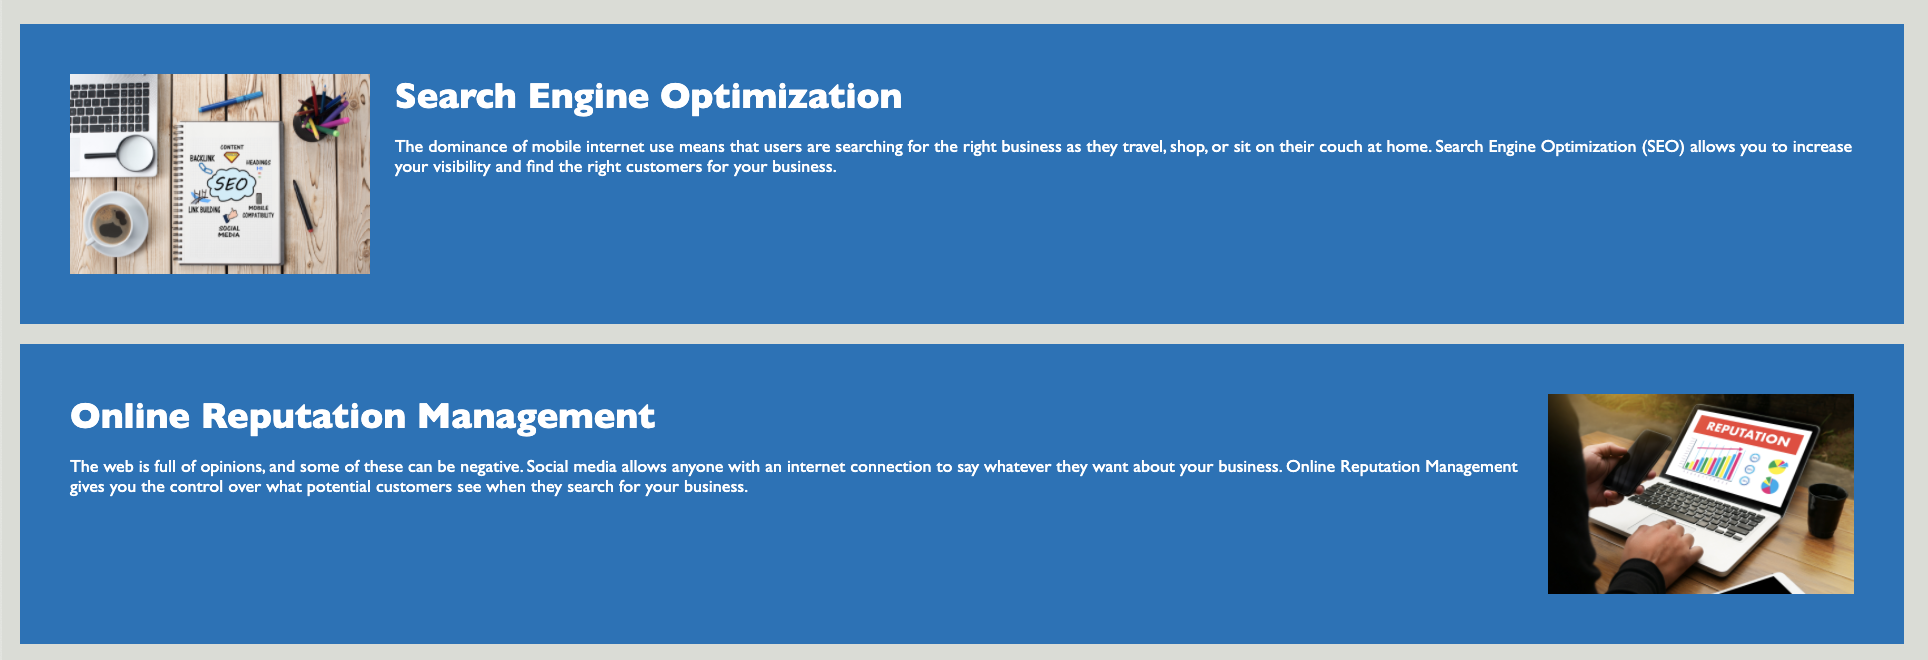 Search Engine Optimization
The dominance of mobile internet use means that users are searching for the right business as they travel, shop, or sit on their couch at home. Search Engine Optimization (SEO) allows you to increase
your visibility and find the right customers for your business.
CONTENT
BACKLINK
HEADINGS
SEO
LINK BUILDING
MOBILE
COMPATIBILITY
SOCIAL
MEDIA
Online Reputation Management
The web is full of opinions, and some of these can be negative. Social media allows anyone with an internet connection to say whatever they want about your business. Online Reputation Management
gives you the control over what potential customers see when they search for your business.
REPUTATION